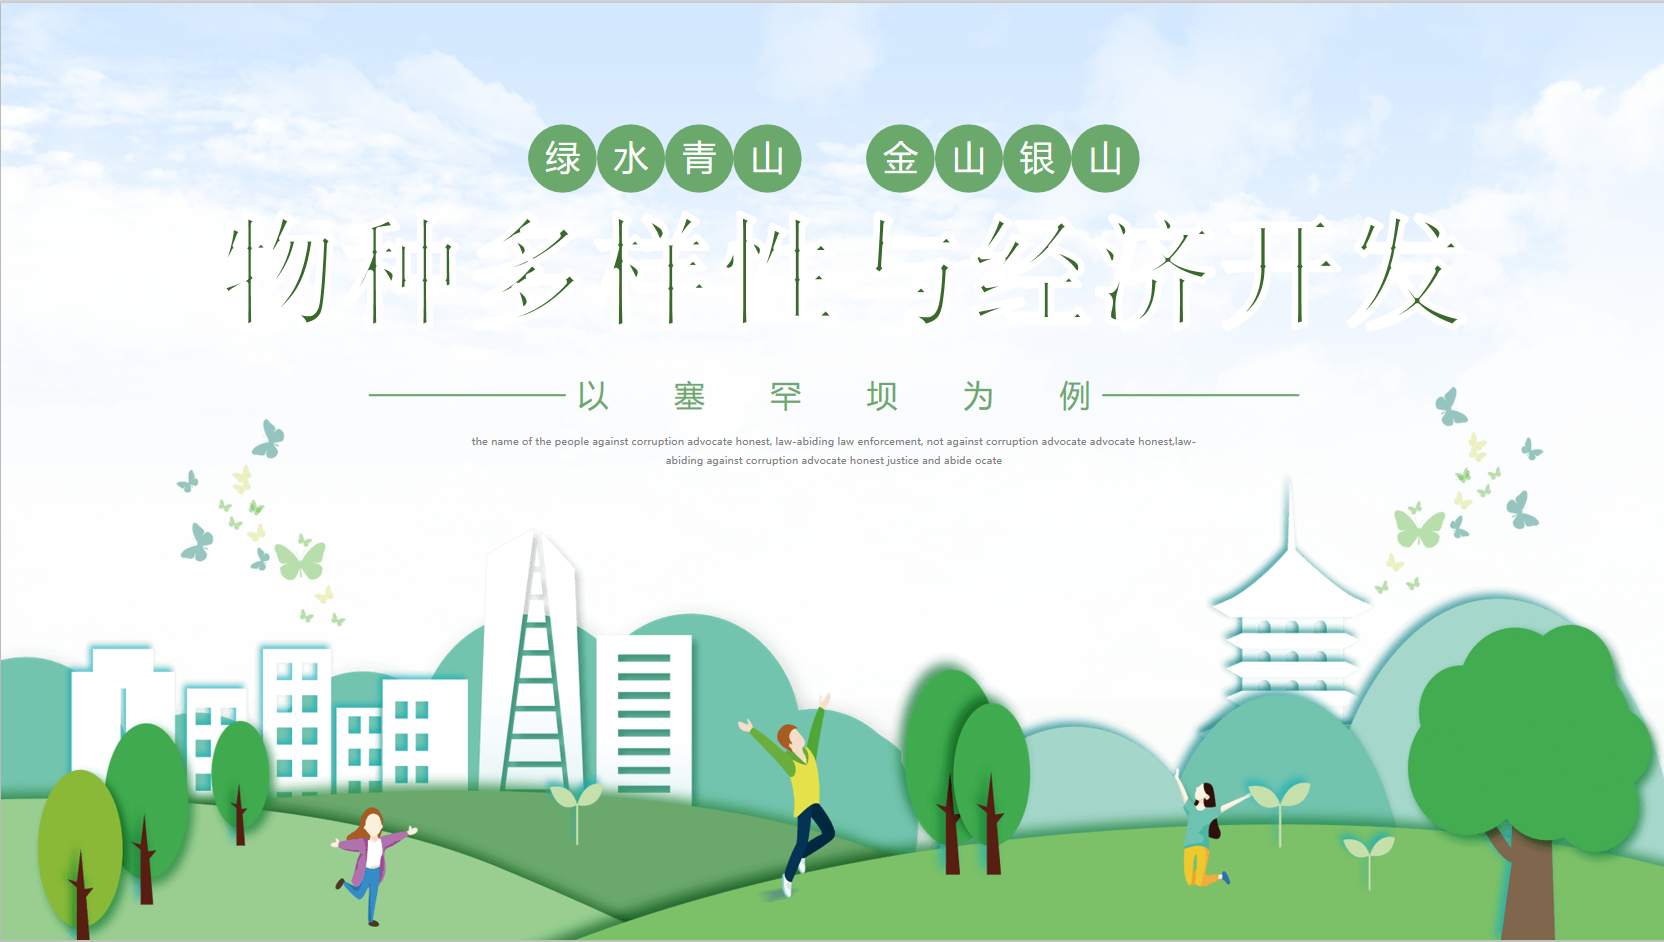 绿水青山 金山银山
物种多样性与经济开发
以塞罕坝为例
the name of the people against corruption advocate honest, law-abiding law enforcement, not against corruption advocate advocate honest,law-
abiding against corruption advocate honest justice and abide ocate